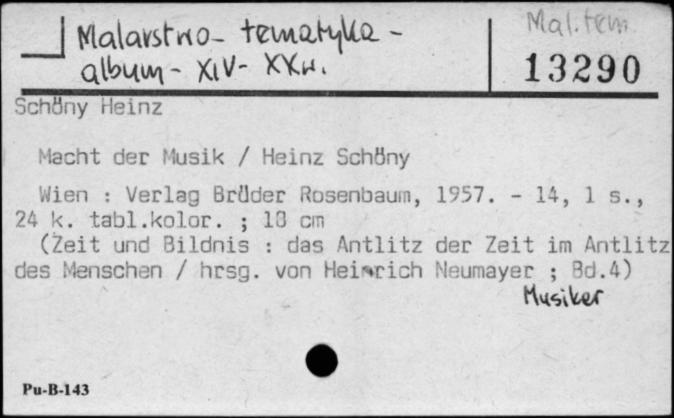 Malarstwo - tematyka -
album - XIV - XX w.
Mal. tem.
13290
Schöny Heinz
Macht der Musik / Heinz Schöny
Wien : Verlag Brüder Rosenbaum, 1957. - 14, 1 s.,
24 k. tabl.kolor. ; 18 cm
(Zeit und Bildnis : das Antlitz der Zeit im Antlitz
des Menschen / hrsg. von Heinrich Neumayer ; Bd.4)
Musiker
Pu-B-143